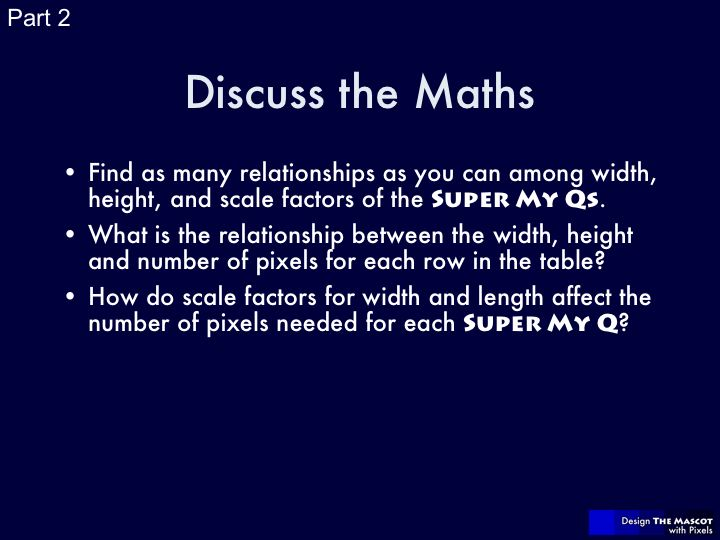 Part 2
Discuss the Maths
• Find as many relationships as you can among width,
height, and scale factors of the Super My Qs.
• What is the relationship between the width, height
and number of pixels for each row in the table?
• How do scale factors for width and length affect the
number of pixels needed for each Super My Q?
Design The Mascot
with Pixels